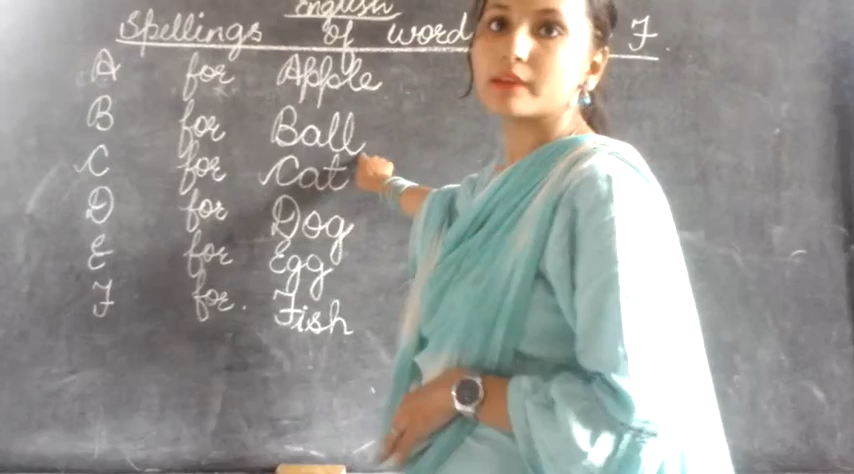 English
Spellings of word F
A for Apple
B for Ball
C for Cat
D for Dog
E for Egg
F for Fish